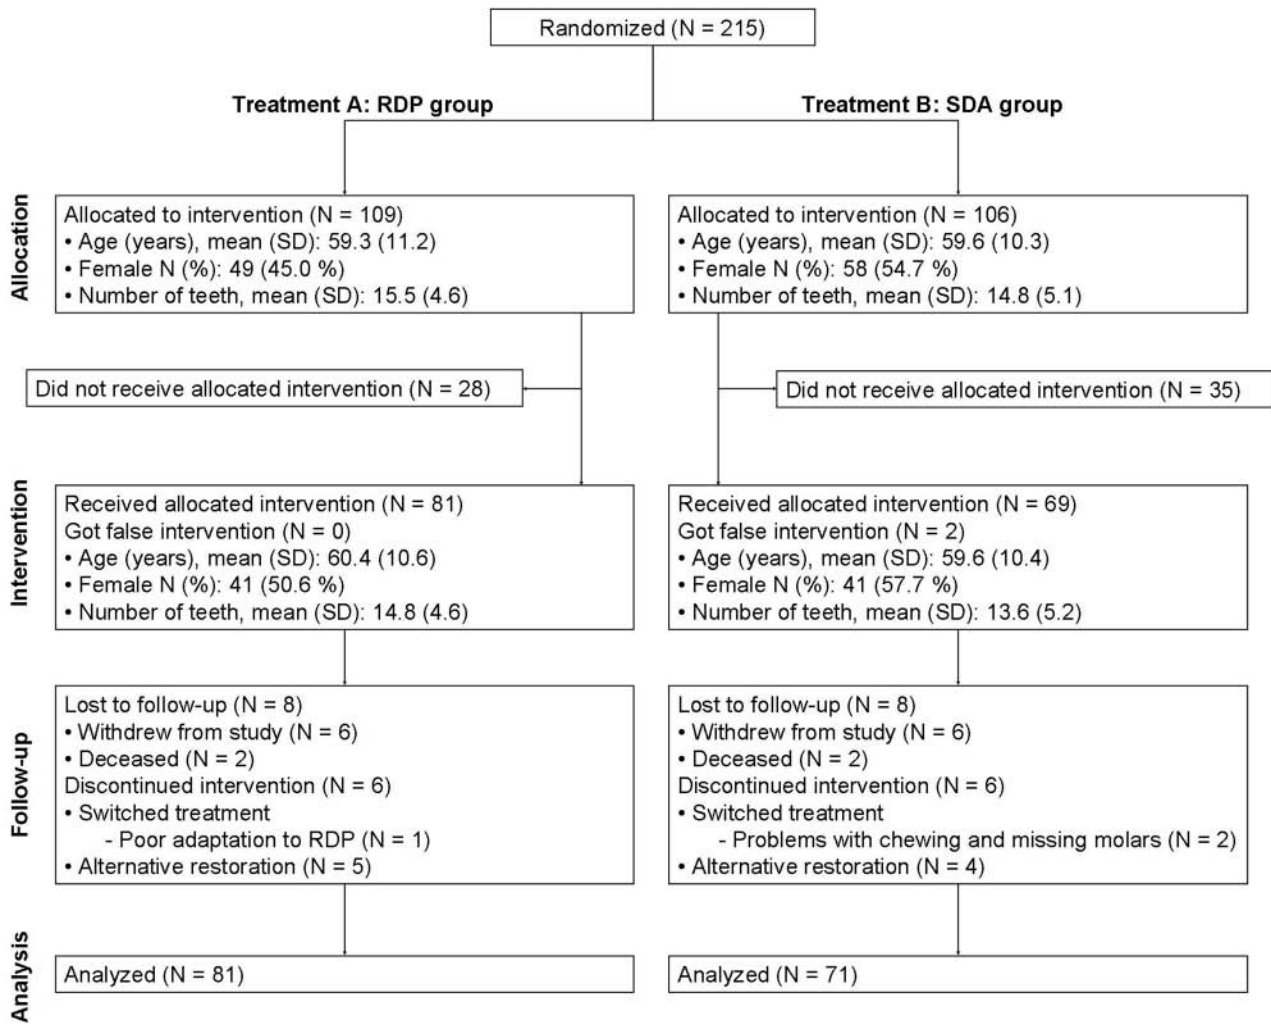 Randomized (N = 215)
Treatment A: RDP group
Treatment B: SDA group
Allocation
Allocated to intervention (N = 109)
• Age (years), mean (SD): 59.3 (11.2)
• Female N (%): 49 (45.0 %)
• Number of teeth, mean (SD): 15.5 (4.6)
Allocated to intervention (N = 106)
• Age (years), mean (SD): 59.6 (10.3)
• Female N (%): 58 (54.7 %)
• Number of teeth, mean (SD): 14.8 (5.1)
Did not receive allocated intervention (N = 28)
Did not receive allocated intervention (N = 35)
Intervention
Received allocated intervention (N = 81)
Got false intervention (N = 0)
• Age (years), mean (SD): 60.4 (10.6)
• Female N (%): 41 (50.6 %)
• Number of teeth, mean (SD): 14.8 (4.6)
Received allocated intervention (N = 69)
Got false intervention (N = 2)
• Age (years), mean (SD): 59.6 (10.4)
• Female N (%): 41 (57.7 %)
• Number of teeth, mean (SD): 13.6 (5.2)
Follow-up
Lost to follow-up (N = 8)
• Withdrew from study (N = 6)
• Deceased (N = 2)
Discontinued intervention (N = 6)
• Switched treatment
- Poor adaptation to RDP (N = 1)
• Alternative restoration (N = 5)
Lost to follow-up (N = 8)
• Withdrew from study (N = 6)
• Deceased (N = 2)
Discontinued intervention (N = 6)
• Switched treatment
- Problems with chewing and missing molars (N = 2)
• Alternative restoration (N = 4)
Analysis
Analyzed (N = 81)
Analyzed (N = 71)